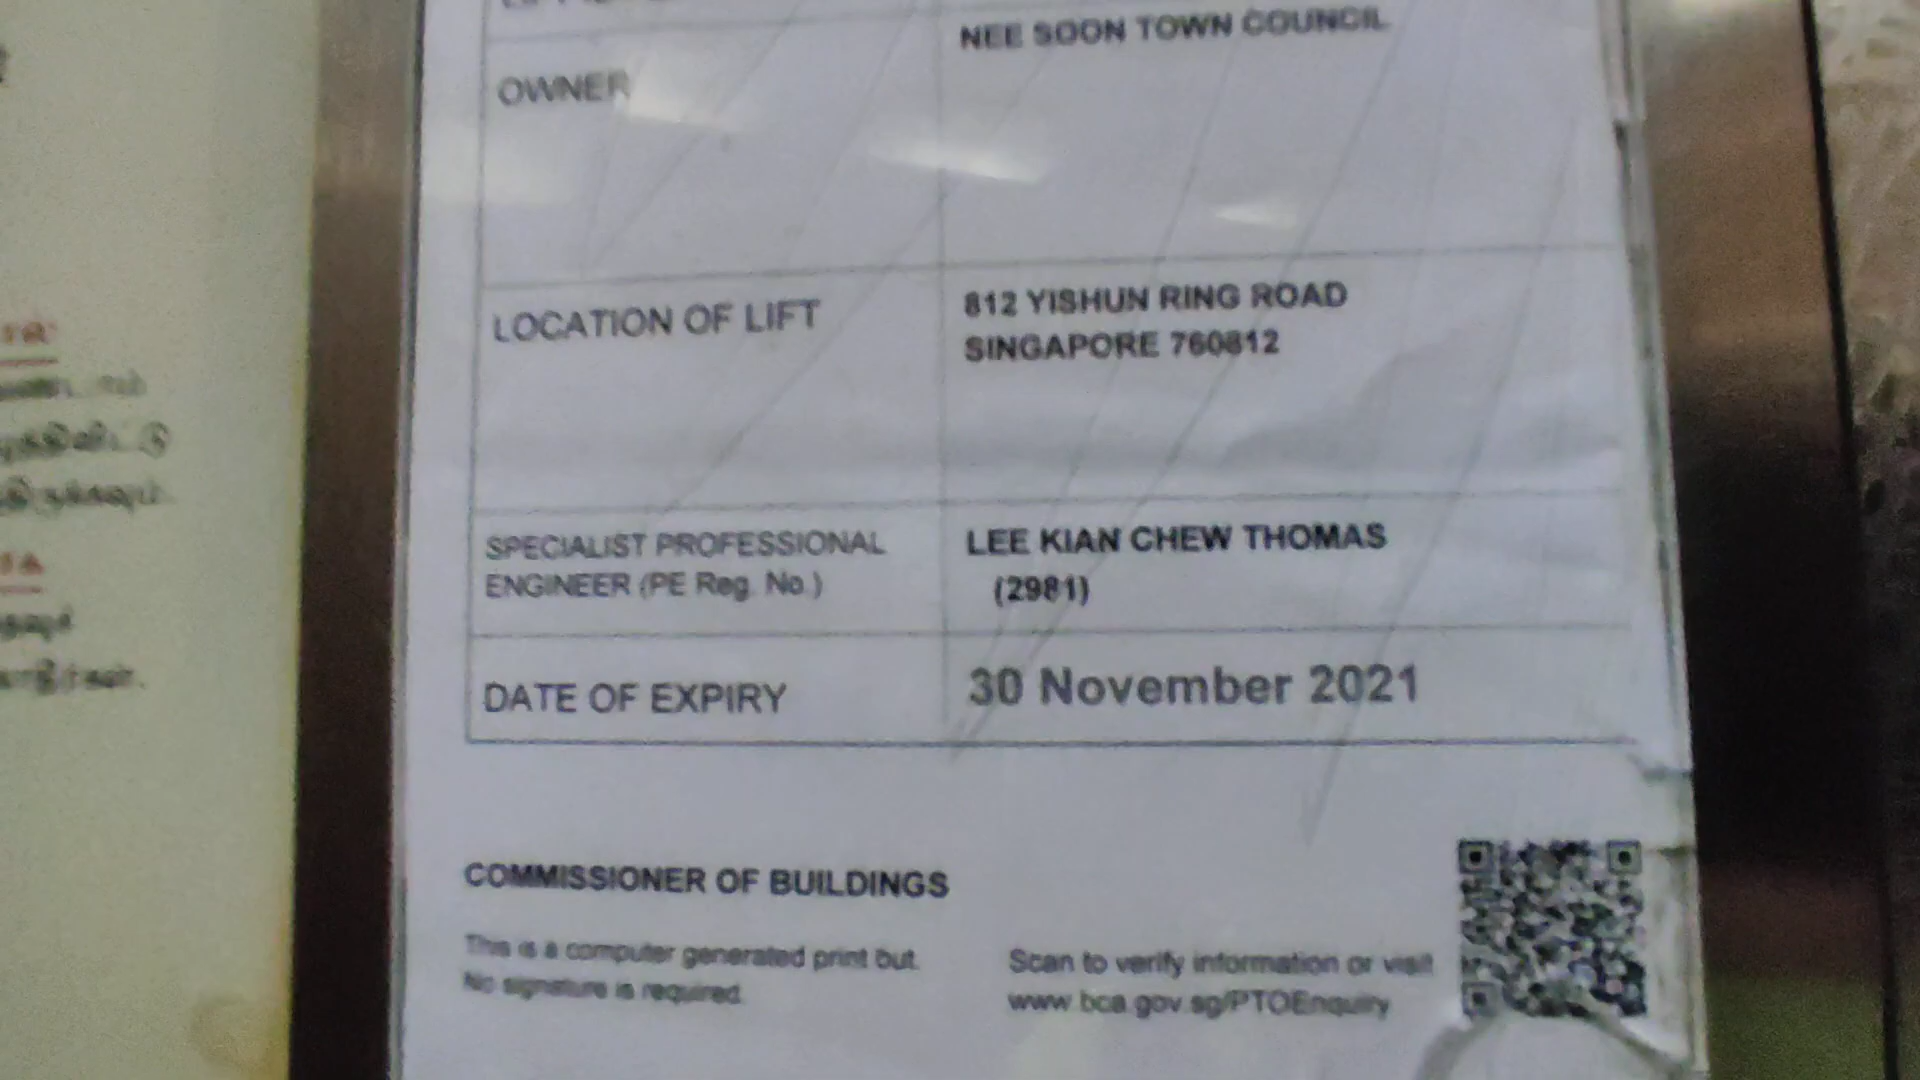 NEE SOON TOWN COUNCIL
OWNER
LOCATION OF LIFT
812 YISHUN RING ROAD
SINGAPORE 760812
SPECIALIST PROFESSIONAL
ENGINEER (PE Reg. No.)
LEE KIAN CHEW THOMAS
(2981)
DATE OF EXPIRY
30 November 2021
COMMISSIONER OF BUILDINGS
This is a computer generated print but.
No signature is required.
Scan to verify information or visit
www.bca.gov.sg/PTOEnquiry